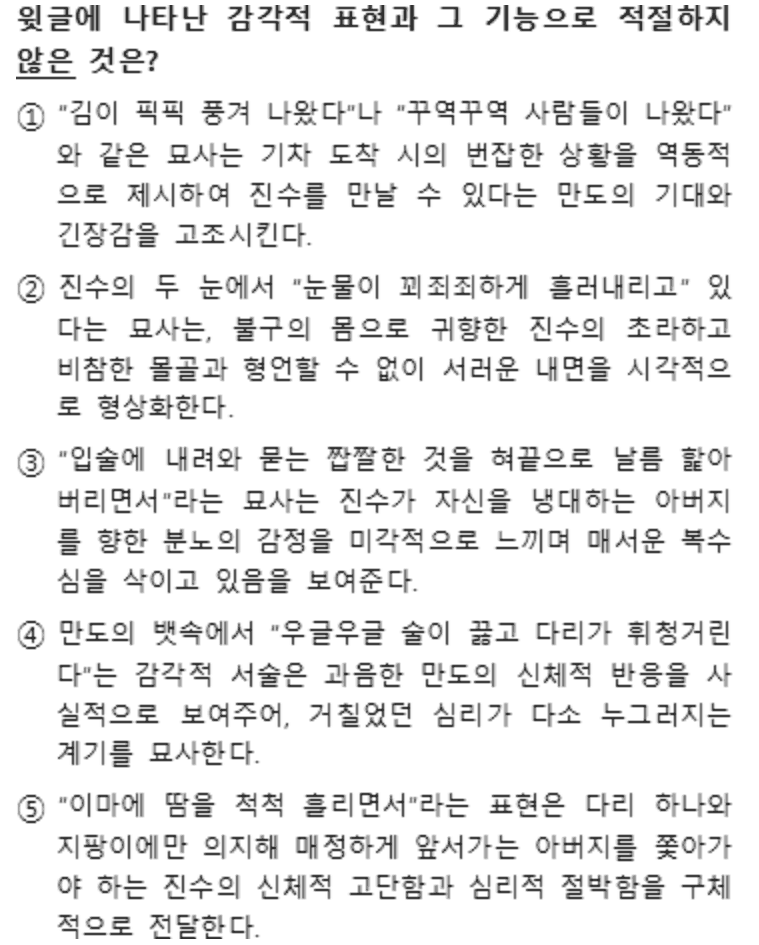 윗글에 나타난 감각적 표현과 그 기능으로 적절하지
않은 것은?
① "김이 픽픽 풍겨 나왔다"나 "꾸역꾸역 사람들이 나왔다"
와 같은 묘사는 기차 도착 시의 번잡한 상황을 역동적
으로 제시하여 진수를 만날 수 있다는 만도의 기대와
긴장감을 고조시킨다.
② 진수의 두 눈에서 "눈물이 꾀죄죄하게 흘러내리고" 있
다는 묘사는, 불구의 몸으로 귀향한 진수의 초라하고
비참한 몰골과 형언할 수 없이 서러운 내면을 시각적으
로 형상화한다.
③ "입술에 내려와 묻는 짭짤한 것을 혀끝으로 날름 핥아
버리면서"라는 묘사는 진수가 자신을 냉대하는 아버지
를 향한 분노의 감정을 미각적으로 느끼며 매서운 복수
심을 삭이고 있음을 보여준다.
④ 만도의 뱃속에서 "우글우글 술이 끓고 다리가 휘청거린
다"는 감각적 서술은 과음한 만도의 신체적 반응을 사
실적으로 보여주어, 거칠었던 심리가 다소 누그러지는
계기를 묘사한다.
⑤ "이마에 땀을 척척 흘리면서"라는 표현은 다리 하나와
지팡이에만 의지해 매정하게 앞서가는 아버지를 쫓아가
야 하는 진수의 신체적 고단함과 심리적 절박함을 구체
적으로 전달한다.